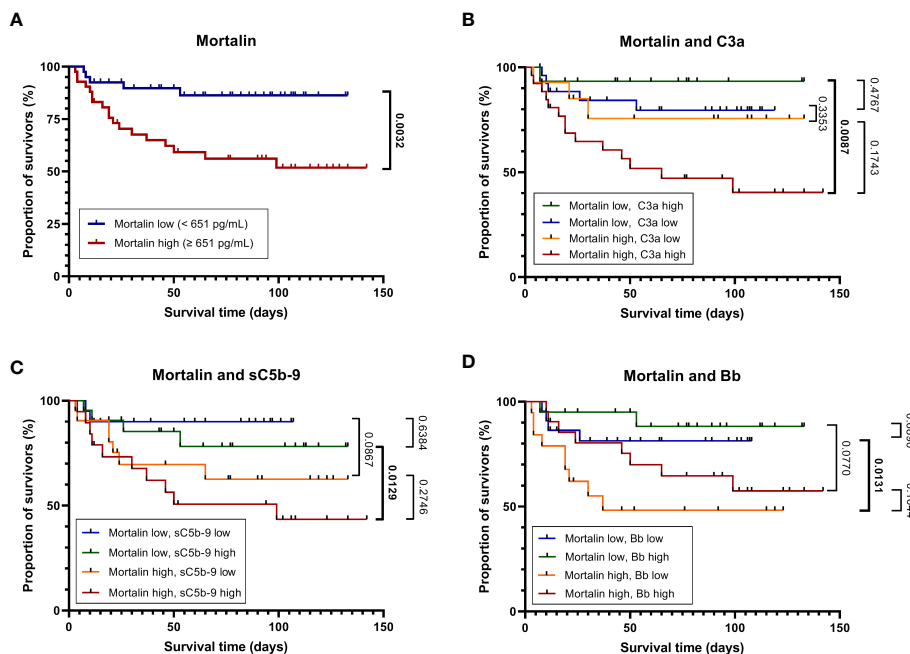 A
Mortalin
Proportion of survivors (%)
100
75
50
25
0
0 50 100 150
Survival time (days)
Mortalin low (< 651 pg/mL)
Mortalin high (≥ 651 pg/mL)
0.0032
B
Mortalin and C3a
Proportion of survivors (%)
100
50
0
0 50 100 150
Survival time (days)
Mortalin low, C3a high
Mortalin low, C3a low
Mortalin high, C3a low
Mortalin high, C3a high
0.0087
0.3353
0.4767
0.1743
C
Mortalin and sC5b-9
Proportion of survivors (%)
100
50
0
0 50 100 150
Survival time (days)
Mortalin low, sC5b-9 low
Mortalin low, sC5b-9 high
Mortalin high, sC5b-9 low
Mortalin high, sC5b-9 high
0.0867
0.0129
0.6384
0.2746
D
Mortalin and Bb
Proportion of survivors (%)
100
50
0
0 50 100 150
Survival time (days)
Mortalin low, Bb low
Mortalin low, Bb high
Mortalin high, Bb low
Mortalin high, Bb high
0.0770
0.0131